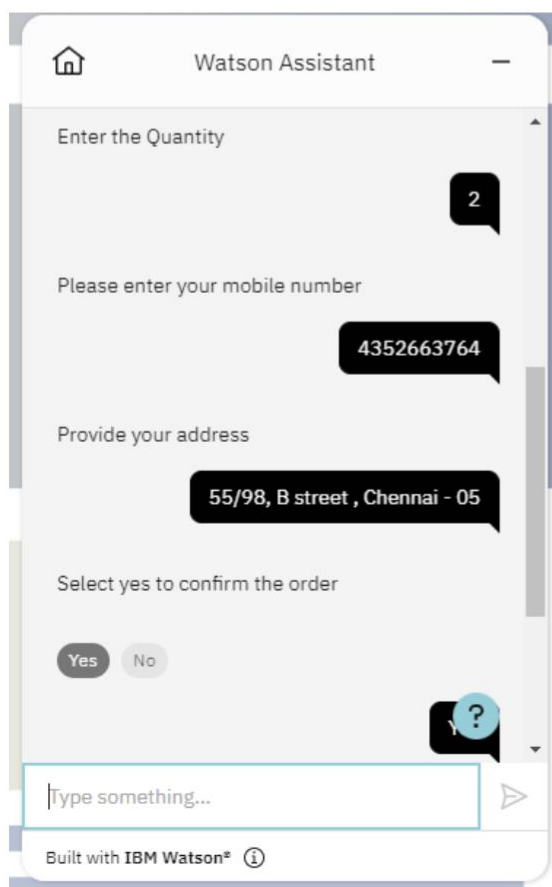 Watson Assistant
Enter the Quantity
2
Please enter your mobile number
4352663764
Provide your address
55/98, B street , Chennai - 05
Select yes to confirm the order
Yes No
?
Type something...
Built with IBM Watson®